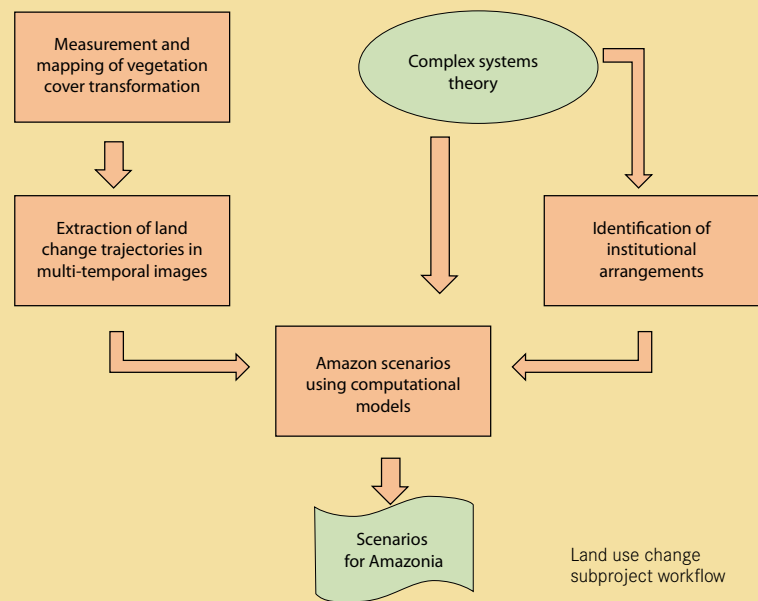 Measurement and
mapping of vegetation
cover transformation
Complex systems
theory
Extraction of land
change trajectories in
multi-temporal images
Identification of
institutional
arrangements
Amazon scenarios
using computational
models
Scenarios
for Amazonia
Land use change
subproject workflow